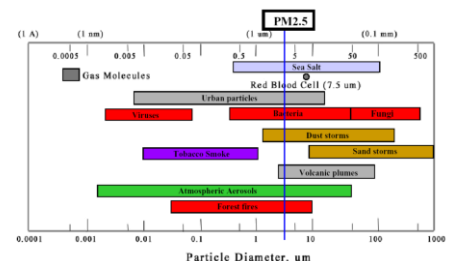 PM2.5
(1 A) (1 nm) (1 um) (0.1 mm)
0.0005 0.005 0.05 0.5 5 50 500
Sea Salt
Gas Molecules
Red Blood Cell (7.5 um)
Urban particles
Viruses Bacteria Fungi
Dust storms
Tobacco Smoke Sand storms
Volcanic plumes
Atmospheric Aerosols
Forest fires
0.0001 0.001 0.01 0.1 1 10 100 1000
Particle Diameter, um